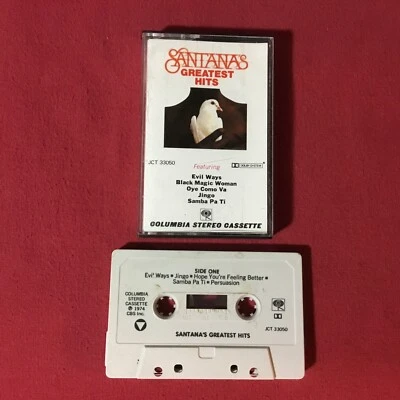 SANTANA'S
GREATEST
HITS
JCT 33050
Featuring
DOLBY SYSTEM
Evil Ways
Black Magic Woman
Oye Como Va
Jingo
Samba Pa Ti
COLUMBIA STEREO CASSETTE
SIDE ONE
Evil Ways • Jingo • Hope You're Feeling Better •
Samba Pa Ti • Persuasion
COLUMBIA
STEREO
CASSETTE
℗ 1974
CBS Inc.
JCT 33050
SANTANA'S GREATEST HITS